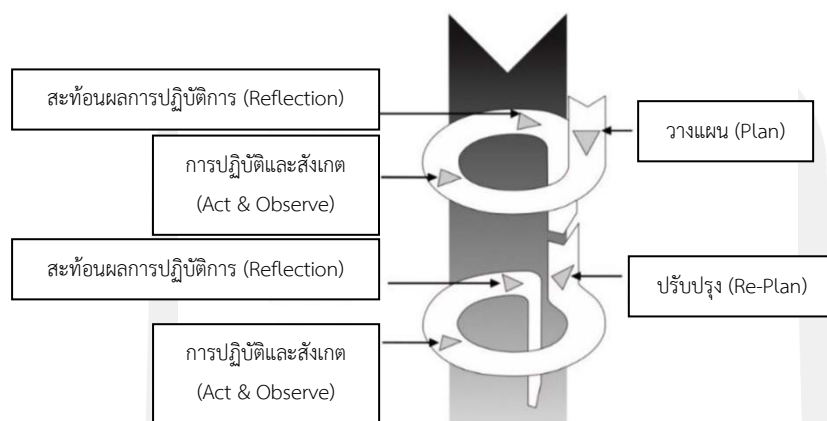 สะท้อนผลการปฏิบัติการ (Reflection)
วางแผน (Plan)
การปฏิบัติและสังเกต
(Act & Observe)
สะท้อนผลการปฏิบัติการ (Reflection)
ปรับปรุง (Re-Plan)
การปฏิบัติและสังเกต
(Act & Observe)